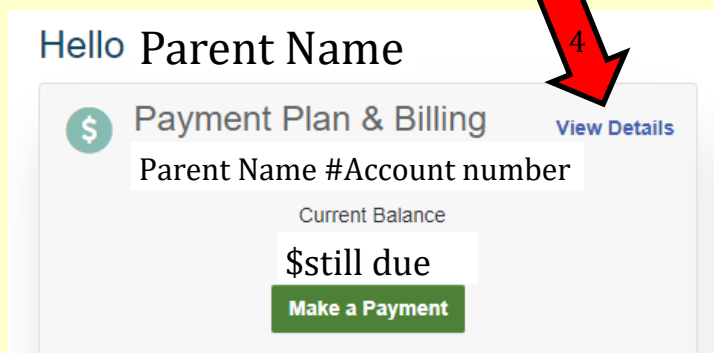 Hello Parent Name
4
$ Payment Plan & Billing View Details
Parent Name #Account number
Current Balance
$still due
Make a Payment